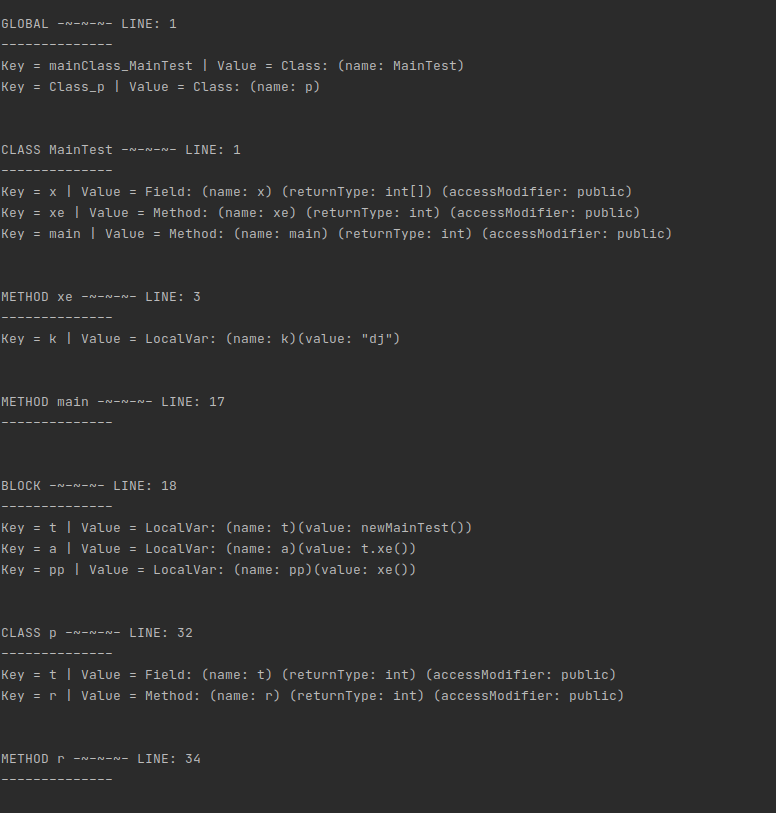 GLOBAL -~-~-~- LINE: 1
--------------
Key = mainClass_MainTest | Value = Class: (name: MainTest)
Key = Class_p | Value = Class: (name: p)
CLASS MainTest -~-~-~- LINE: 1
--------------
Key = x | Value = Field: (name: x) (returnType: int[]) (accessModifier: public)
Key = xe | Value = Method: (name: xe) (returnType: int) (accessModifier: public)
Key = main | Value = Method: (name: main) (returnType: int) (accessModifier: public)
METHOD xe -~-~-~- LINE: 3
--------------
Key = k | Value = LocalVar: (name: k)(value: "dj")
METHOD main -~-~-~- LINE: 17
--------------
BLOCK -~-~-~- LINE: 18
--------------
Key = t | Value = LocalVar: (name: t)(value: newMainTest())
Key = a | Value = LocalVar: (name: a)(value: t.xe())
Key = pp | Value = LocalVar: (name: pp)(value: xe())
CLASS p -~-~-~- LINE: 32
--------------
Key = t | Value = Field: (name: t) (returnType: int) (accessModifier: public)
Key = r | Value = Method: (name: r) (returnType: int) (accessModifier: public)
METHOD r -~-~-~- LINE: 34
--------------